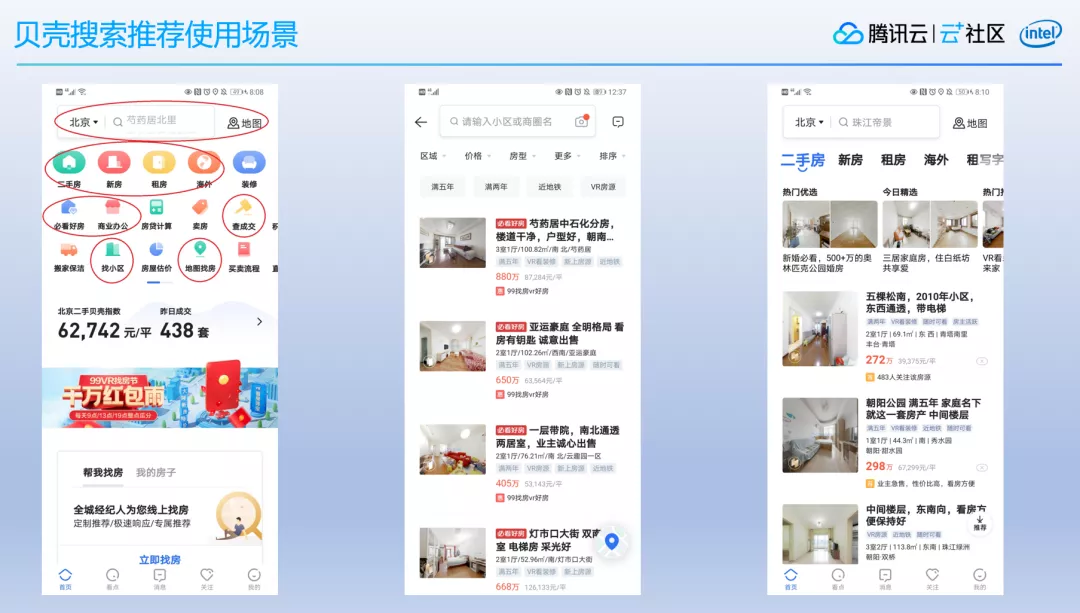 贝壳搜索推荐使用场景
腾讯云 云+社区 intel
8:08
北京 芍药居北里 地图
二手房 新房 租房 海外 装修
必看好房 商业办公 房贷计算 卖房 查成交
搬家保洁 找小区 房屋估价 地图找房 买卖流程
北京二手贝壳指数 昨日成交
62,742 元/平 438 套
99VR找房节
千万红包雨
每天9点/13点/19点整点瓜分
帮我找房 我的房子
全城经纪人为您线上找房
定制推荐/极速响应/专属推荐
立即找房
首页 看点 消息 关注 我的
12:37
请输入小区或商圈名
区域 价格 房型 更多 排序
满五年 满两年 近地铁 VR房源
必看好房 芍药居中石化分房,
楼道干净，户型好，朝南...
3室1厅/100.82㎡/南 北/芍药居
满五年 VR看装修 新上房源 近地铁
880万 87,284元/平
惠 99找房vr好房
必看好房 亚运豪庭 全明格局 看
房有钥匙 诚意出售
2室1厅/102.26㎡/西南/亚运豪庭
满五年 VR房源 新上房源 随时可看
650万 63,564元/平
惠 99找房vr好房
必看好房 一层带院，南北通透
两居室，业主诚心出售
2室1厅/76.21㎡/南 北/云趣园一区
满两年 VR房源 新上房源 近地铁
405万 53,143元/平
惠 99找房vr好房
必看好房 灯市口大街 双南
室 电梯房 采光好
2室1厅/52.96㎡/南/灯市口大街
满五年 VR看装修 新上房源
668万 126,133元/平
8:10
北京 珠江帝景 地图
二手房 新房 租房 海外 租写字
热门优选 今日精选 热门
新婚必看，500+万的奥
林匹克公园婚房
三居家庭房，住白纸坊
共享爱
VR看
来家
五棵松南，2010年小区，
东西通透，带电梯
满两年 VR看装修 随时可看 房主活跃
2室1厅 | 69.1㎡ | 东 西 | 青塔南里
丰台·青塔
272万 39,375元/平
483人关注该房源
朝阳公园 满五年 家庭名下
就这一套房产 中间楼层
满五年 VR看装修 近地铁 随时可看
1室1厅 | 44.3㎡ | 南 | 秀水园
朝阳·甜水园
298万 67,299元/平
业主急售，性价比高，看房方便
中间楼层，东南向，看房方
便保持好
推荐
VR房源 近地铁 随时可看
3室2厅 | 113.8㎡ | 东南 | 珠江绿洲
朝阳·双桥
首页 看点 消息 关注 我的